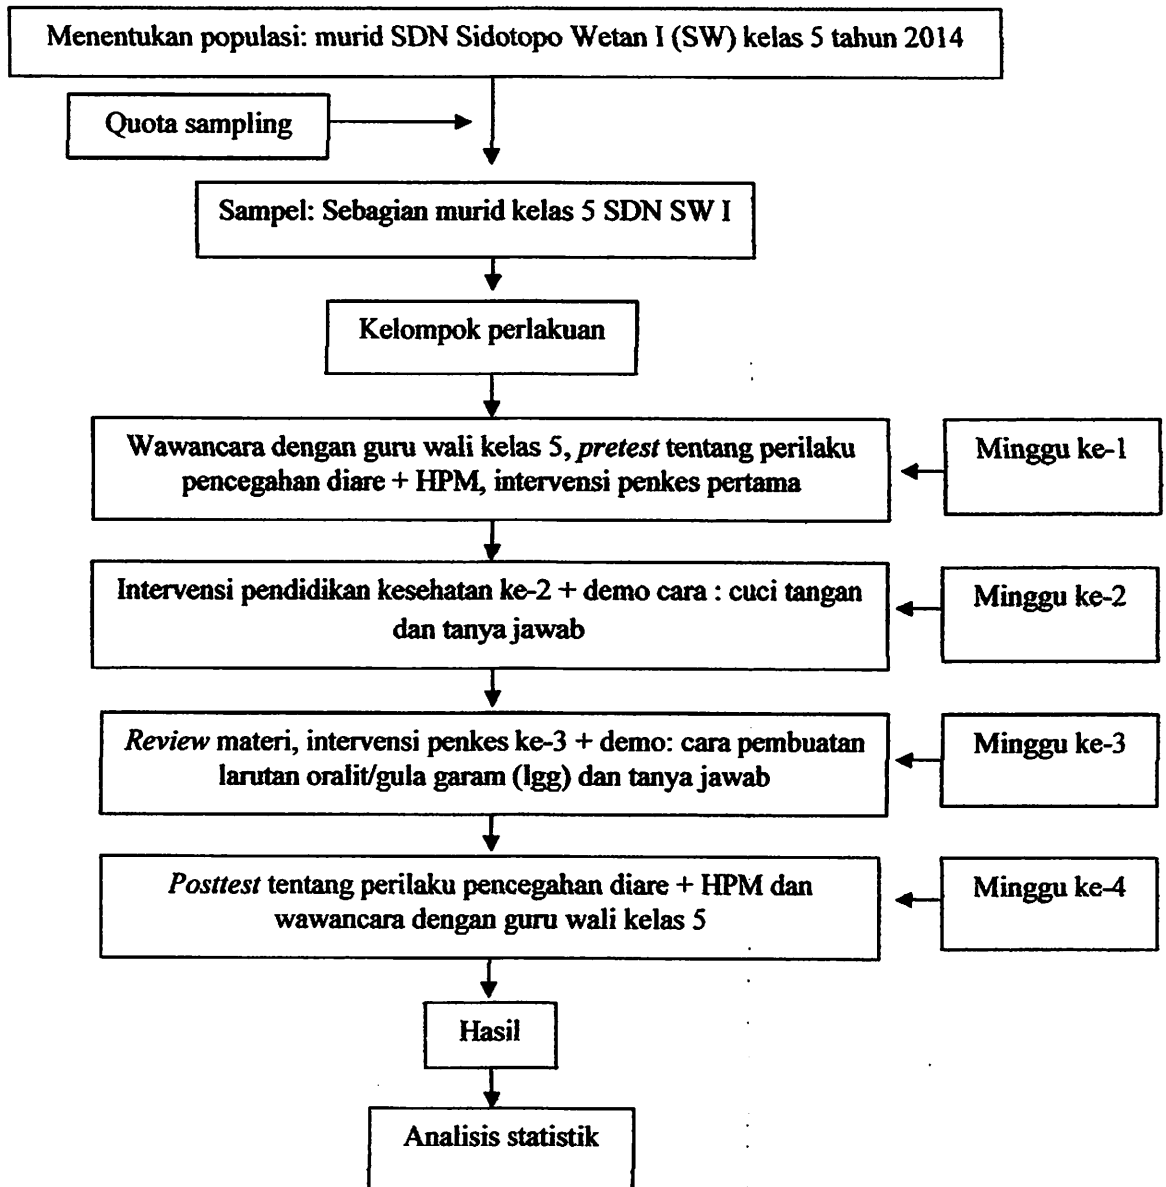 Menentukan populasi: murid SDN Sidotopo Wetan I (SW) kelas 5 tahun 2014
Quota sampling
Sampel: Sebagian murid kelas 5 SDN SW I
Kelompok perlakuan
Wawancara dengan guru wali kelas 5, pretest tentang perilaku
pencegahan diare + HPM, intervensi penkes pertama
Minggu ke-1
Intervensi pendidikan kesehatan ke-2 + demo cara : cuci tangan
dan tanya jawab
Minggu ke-2
Review materi, intervensi penkes ke-3 + demo: cara pembuatan
larutan oralit/gula garam (lgg) dan tanya jawab
Minggu ke-3
Posttest tentang perilaku pencegahan diare + HPM dan
wawancara dengan guru wali kelas 5
Minggu ke-4
Hasil
Analisis statistik